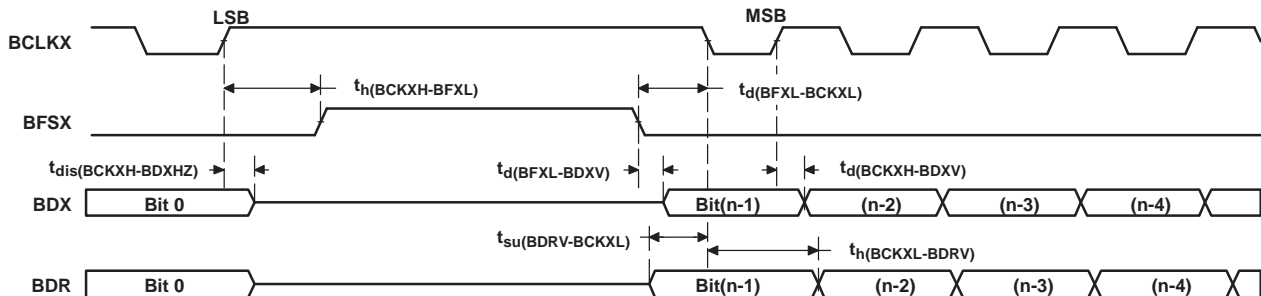 LSB MSB
BCLKX
th(BCKXH-BFXL) td(BFXL-BCKXL)
BFSX
tdis(BCKXH-BDXHZ) td(BFXL-BDXV) td(BCKXH-BDXV)
BDX Bit 0 Bit(n-1) (n-2) (n-3) (n-4)
tsu(BDRV-BCKXL) th(BCKXL-BDRV)
BDR Bit 0 Bit(n-1) (n-2) (n-3) (n-4)